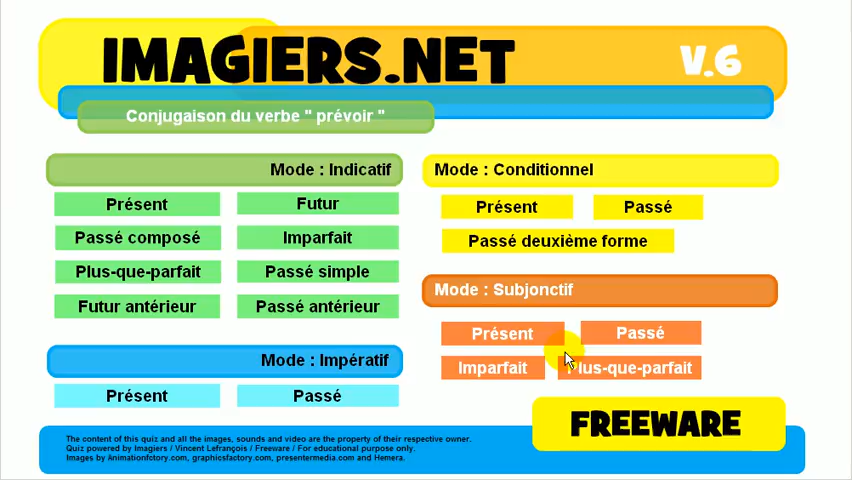 IMAGIERS.NET
V.6
Conjugaison du verbe " prévoir "
Mode : Indicatif
Présent
Futur
Passé composé
Imparfait
Plus-que-parfait
Passé simple
Futur antérieur
Passé antérieur
Mode : Impératif
Présent
Passé
Mode : Conditionnel
Présent
Passé
Passé deuxième forme
Mode : Subjonctif
Présent
Passé
Imparfait
Plus-que-parfait
FREEWARE
The content of this quiz and all the images, sounds and video are the property of their respective owner.
Quiz powered by Imagiers / Vincent Lefrançois / Freeware / For educational purpose only.
Images by Animationfctory.com, graphicsfactory.com, presentermedia.com and Hemera.